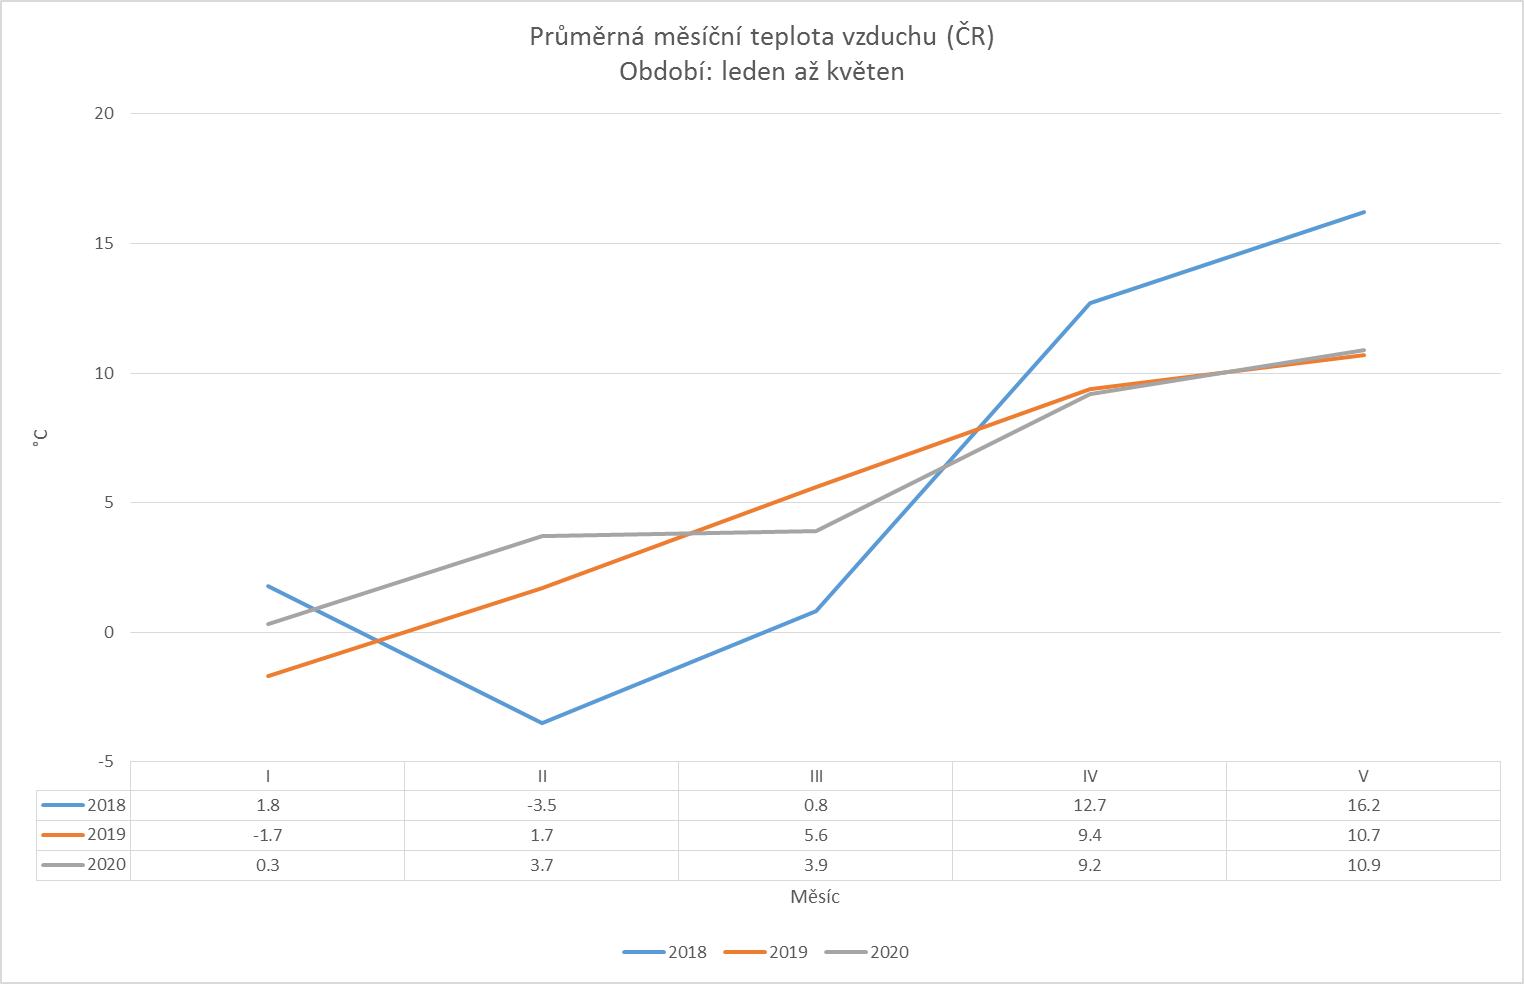 Průměrná měsíční teplota vzduchu (ČR)
Období: leden až květen
20
15
10
5
0
-5
°C
I II III IV V
2018 1.8 -3.5 0.8 12.7 16.2
2019 -1.7 1.7 5.6 9.4 10.7
2020 0.3 3.7 3.9 9.2 10.9
Měsíc
2018 2019 2020